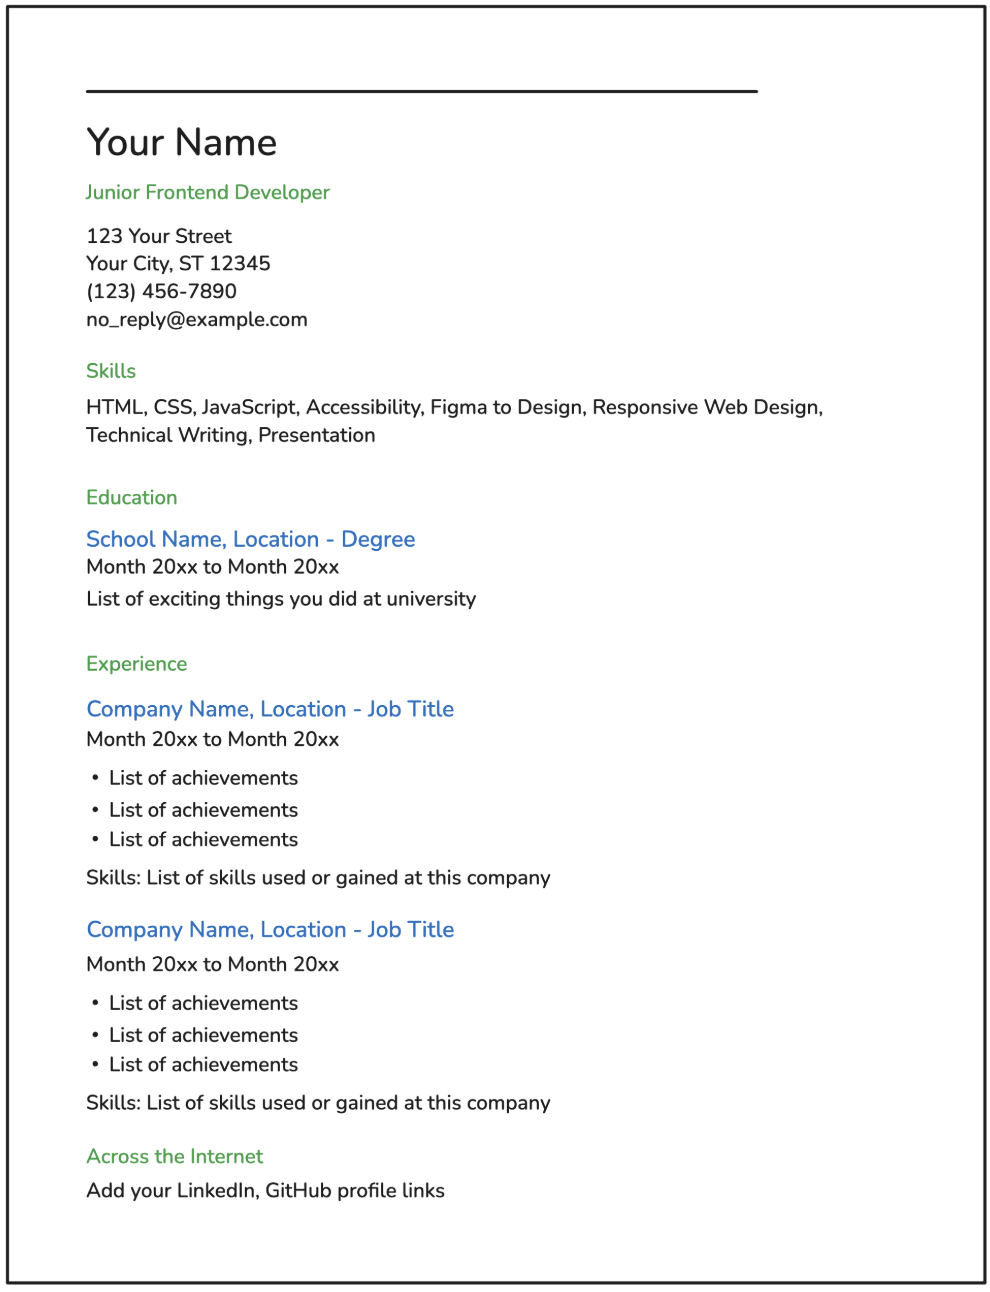 Your Name
Junior Frontend Developer
123 Your Street
Your City, ST 12345
(123) 456-7890
no_reply@example.com
Skills
HTML, CSS, JavaScript, Accessibility, Figma to Design, Responsive Web Design,
Technical Writing, Presentation
Education
School Name, Location - Degree
Month 20xx to Month 20xx
List of exciting things you did at university
Experience
Company Name, Location - Job Title
Month 20xx to Month 20xx
• List of achievements
• List of achievements
• List of achievements
Skills: List of skills used or gained at this company
Company Name, Location - Job Title
Month 20xx to Month 20xx
• List of achievements
• List of achievements
• List of achievements
Skills: List of skills used or gained at this company
Across the Internet
Add your LinkedIn, GitHub profile links